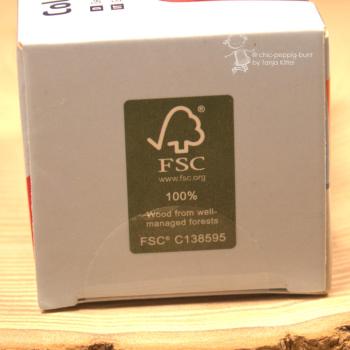 © chic-peppig-bunt
by Tanja Kittel
®
FSC
www.fsc.org
100%
Wood from well-
managed forests
FSC® C138595